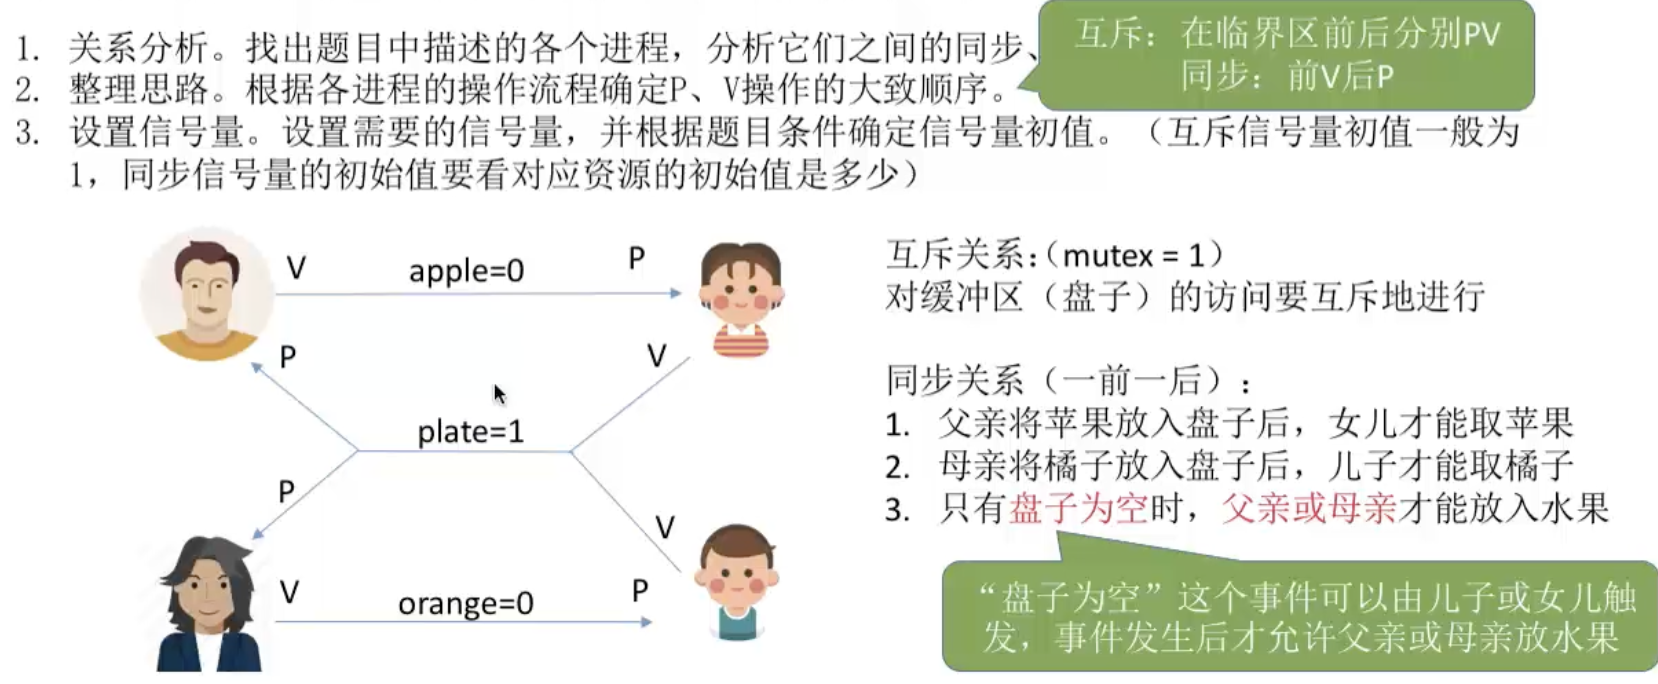 1. 关系分析。找出题目中描述的各个进程，分析它们之间的同步、
2. 整理思路。根据各进程的操作流程确定P、V操作的大致顺序。
3. 设置信号量。设置需要的信号量，并根据题目条件确定信号量初值。（互斥信号量初值一般为
1，同步信号量的初始值要看对应资源的初始值是多少）
互斥：在临界区前后分别PV
同步：前V后P
V
apple=0
P
P
V
plate=1
P
V
V
orange=0
P
互斥关系：（mutex = 1）
对缓冲区（盘子）的访问要互斥地进行
同步关系（一前一后）：
1. 父亲将苹果放入盘子后，女儿才能取苹果
2. 母亲将橘子放入盘子后，儿子才能取橘子
3. 只有盘子为空时，父亲或母亲才能放入水果
“盘子为空”这个事件可以由儿子或女儿触
发，事件发生后才允许父亲或母亲放水果